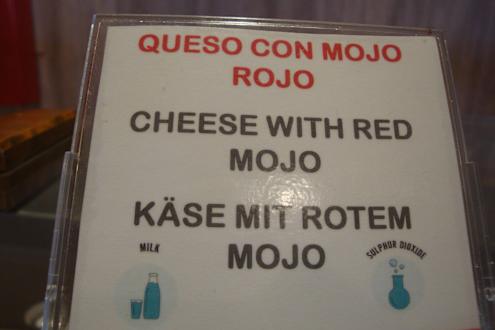 QUESO CON MOJO
ROJO
CHEESE WITH RED
MOJO
KÄSE MIT ROTEM
MOJO
MILK
SULPHUR DIOXIDE